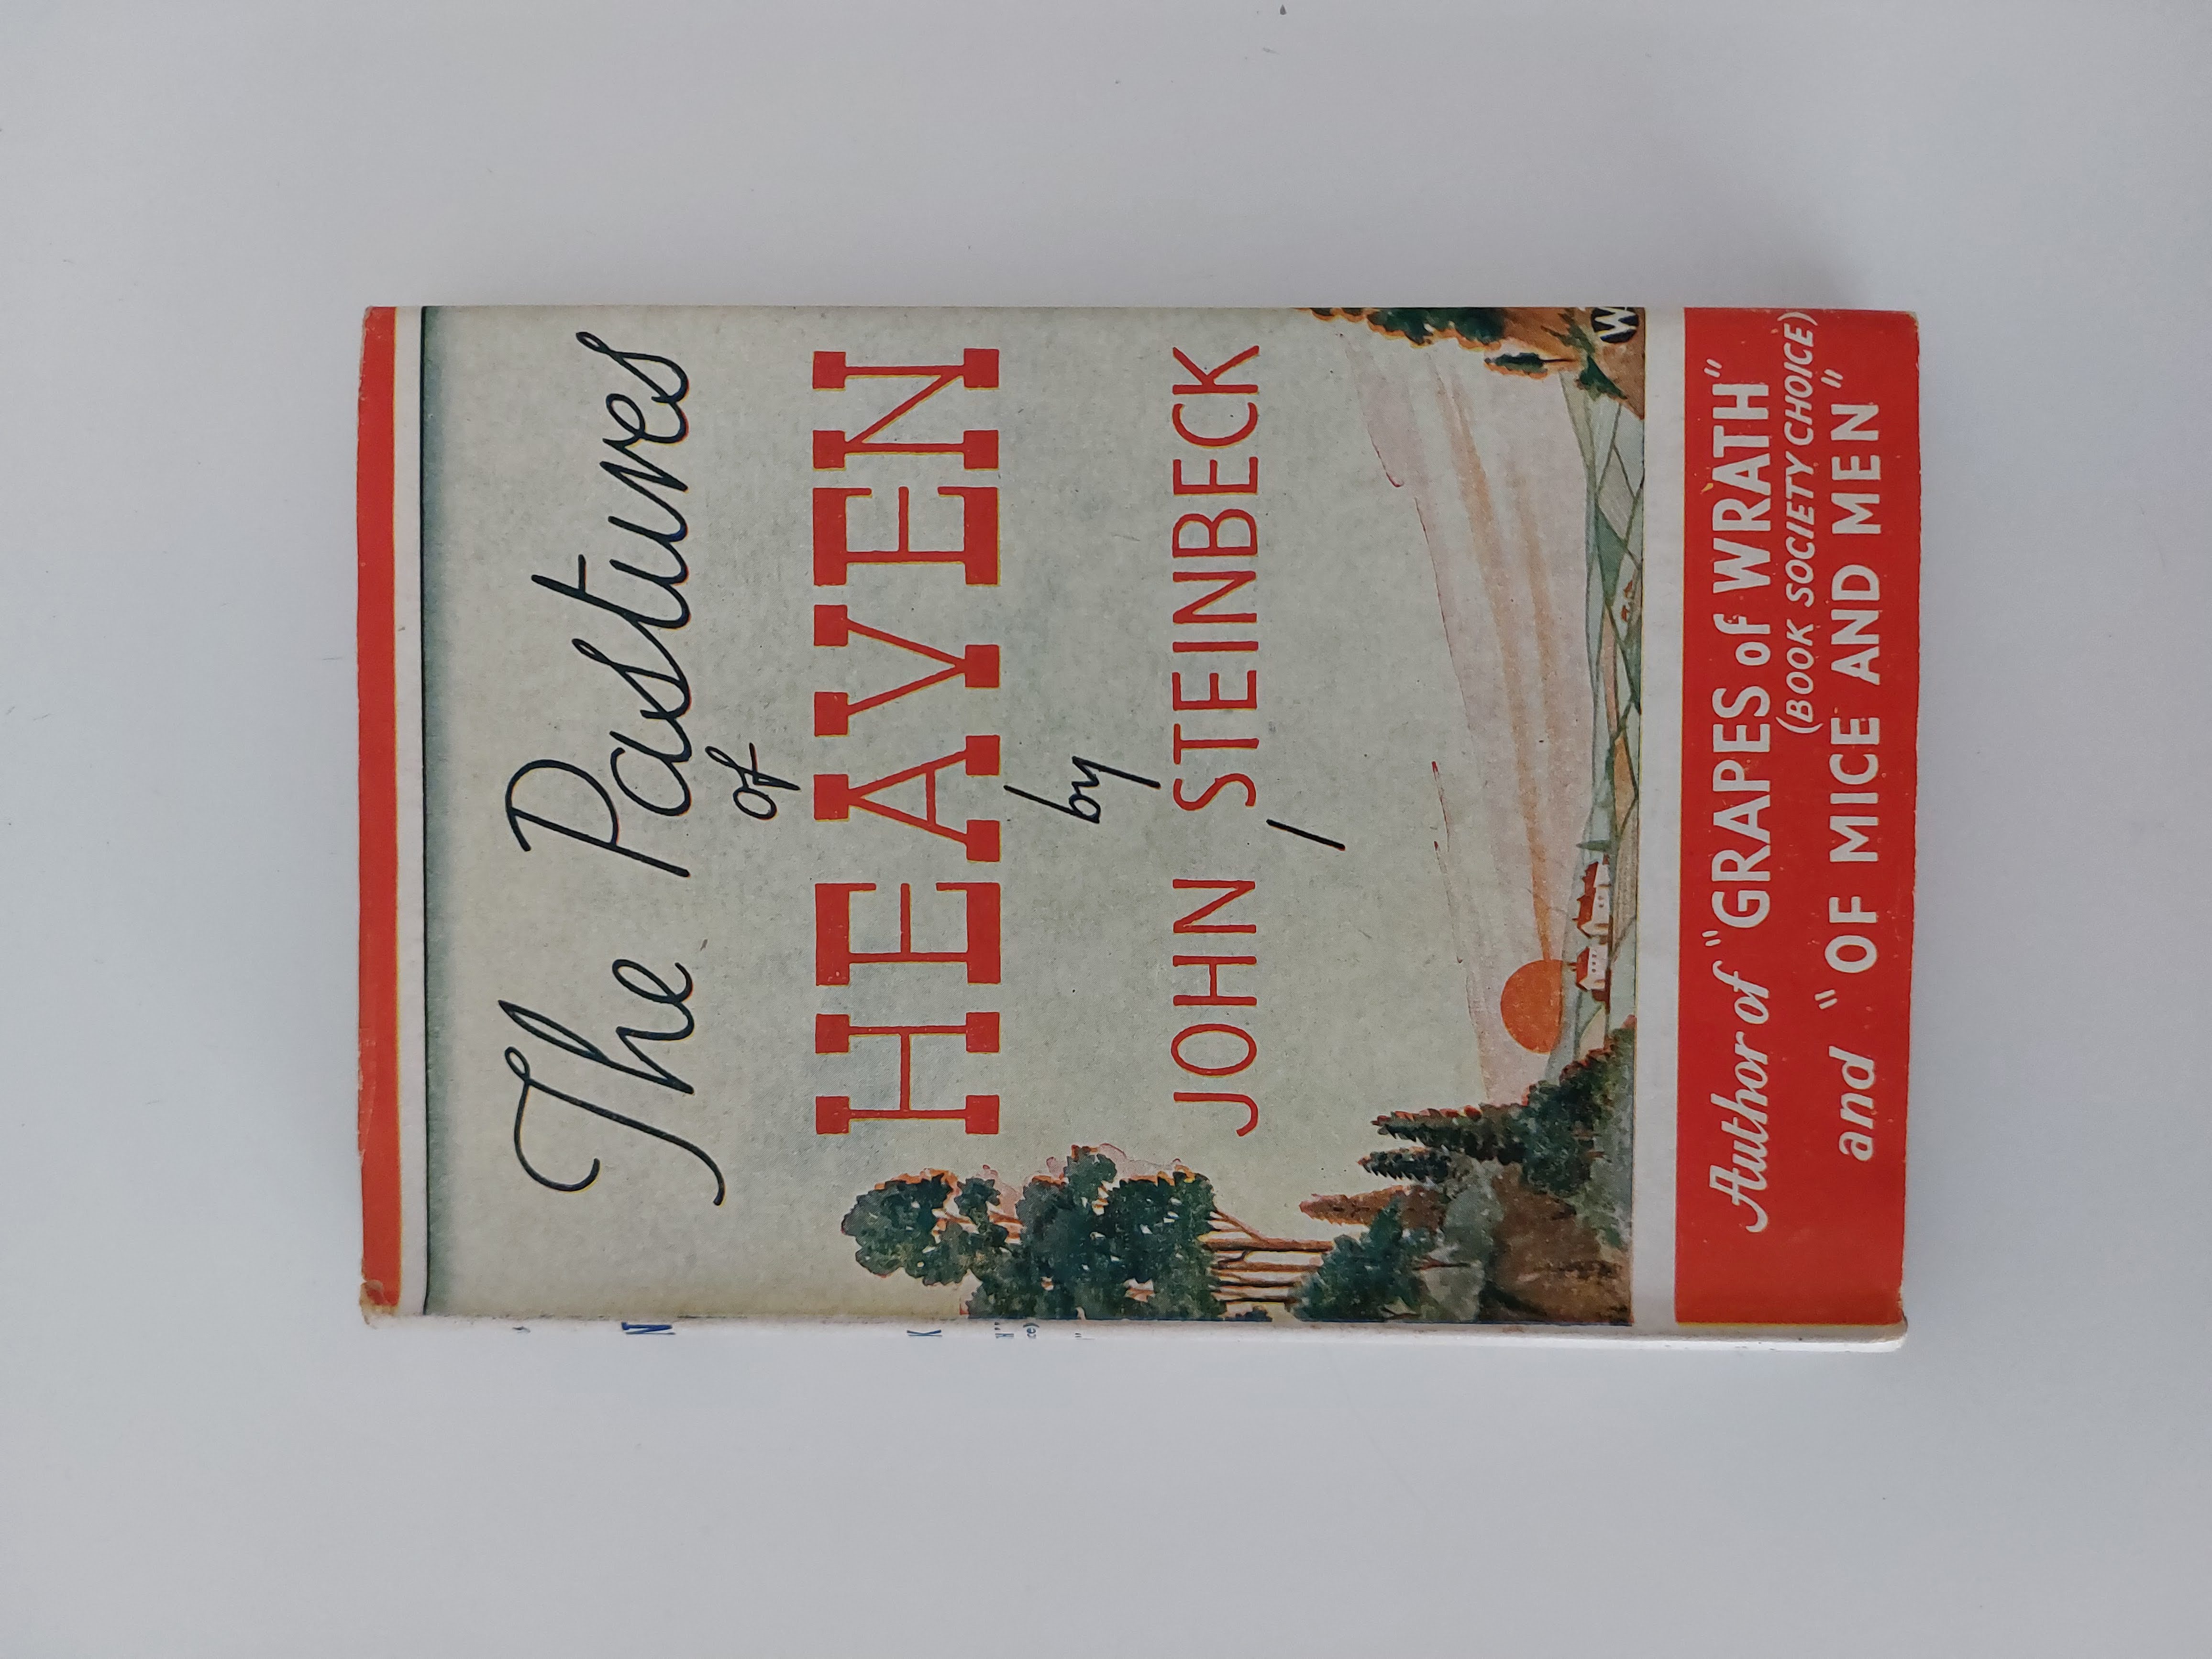 The Pastures
of
HEAVEN
by
JOHN STEINBECK
W
Author of "GRAPES of WRATH"
(BOOK SOCIETY CHOICE)
and "OF MICE AND MEN"
N
K